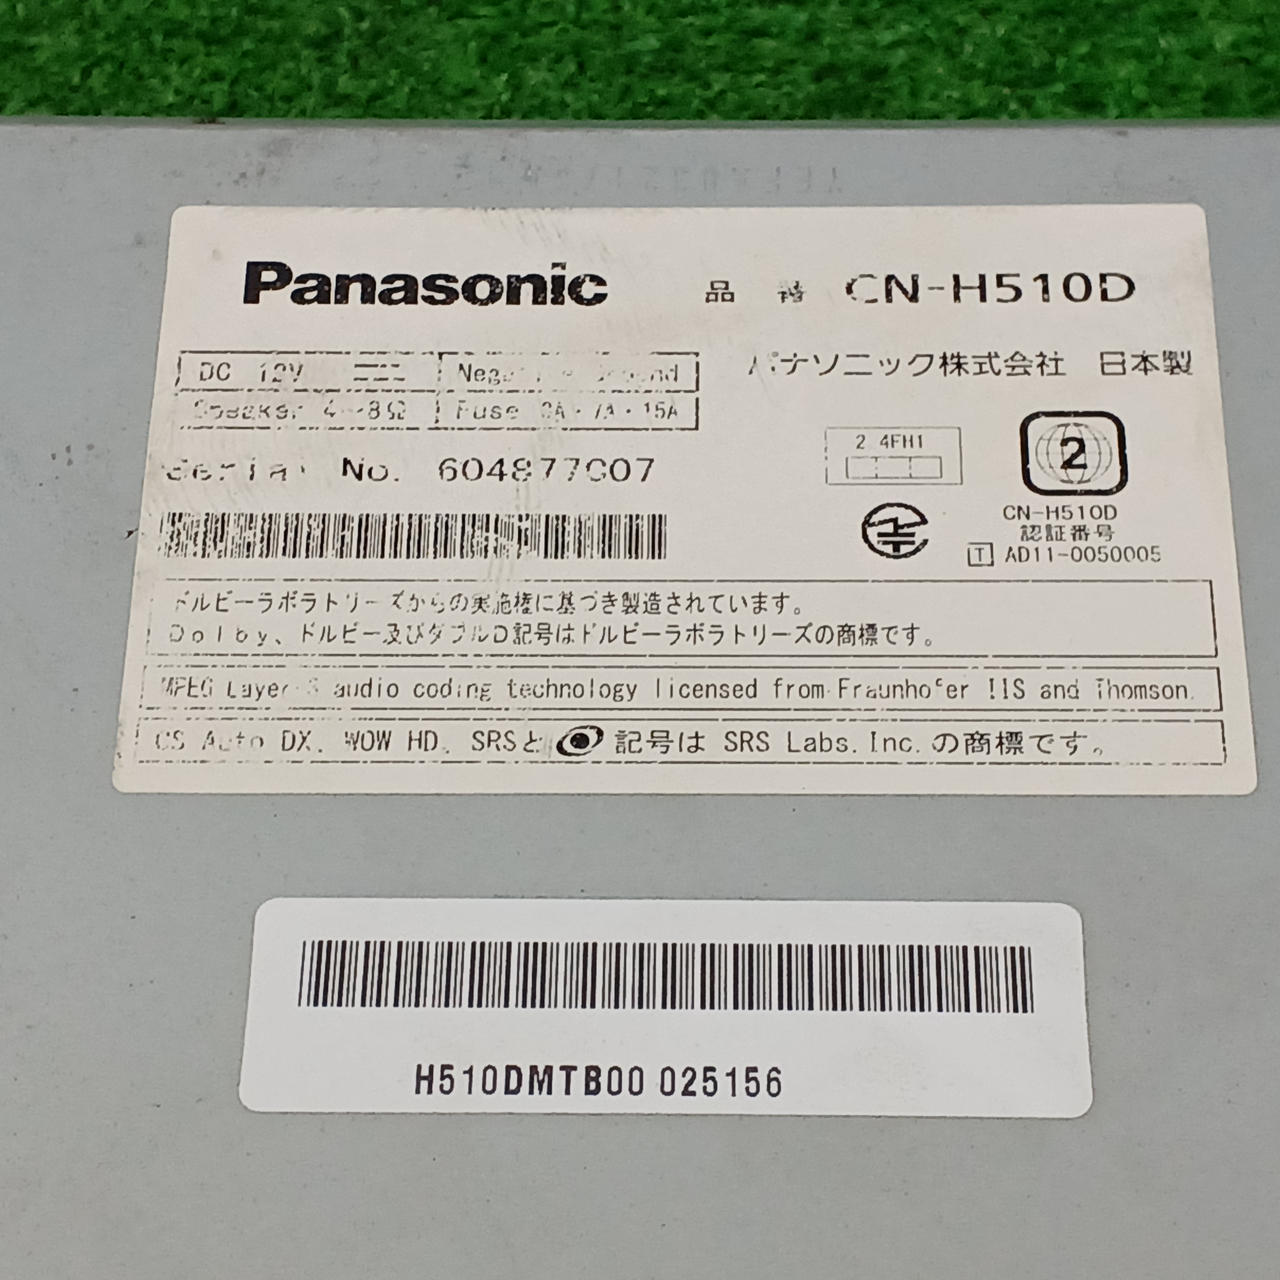 Panasonic 品番 CN-H510D
DC 12V Negative Ground
パナソニック株式会社 日本製
Speaker 4-8Ω Fuse 15A
2.4FH1
2
Serial No. 604877007
CN-H510D
認証番号
T AD11-0050005
ドルビーラボラトリーズからの実施権に基づき製造されています。
Dolby、ドルビー及びダブルD記号はドルビーラボラトリーズの商標です。
MPEG Layer-3 audio coding technology licensed from Fraunhofer IIS and Thomson.
CS Auto DX、WOW HD、SRSと 記号は SRS Labs,Inc.の商標です。
H510DMTB00 025156